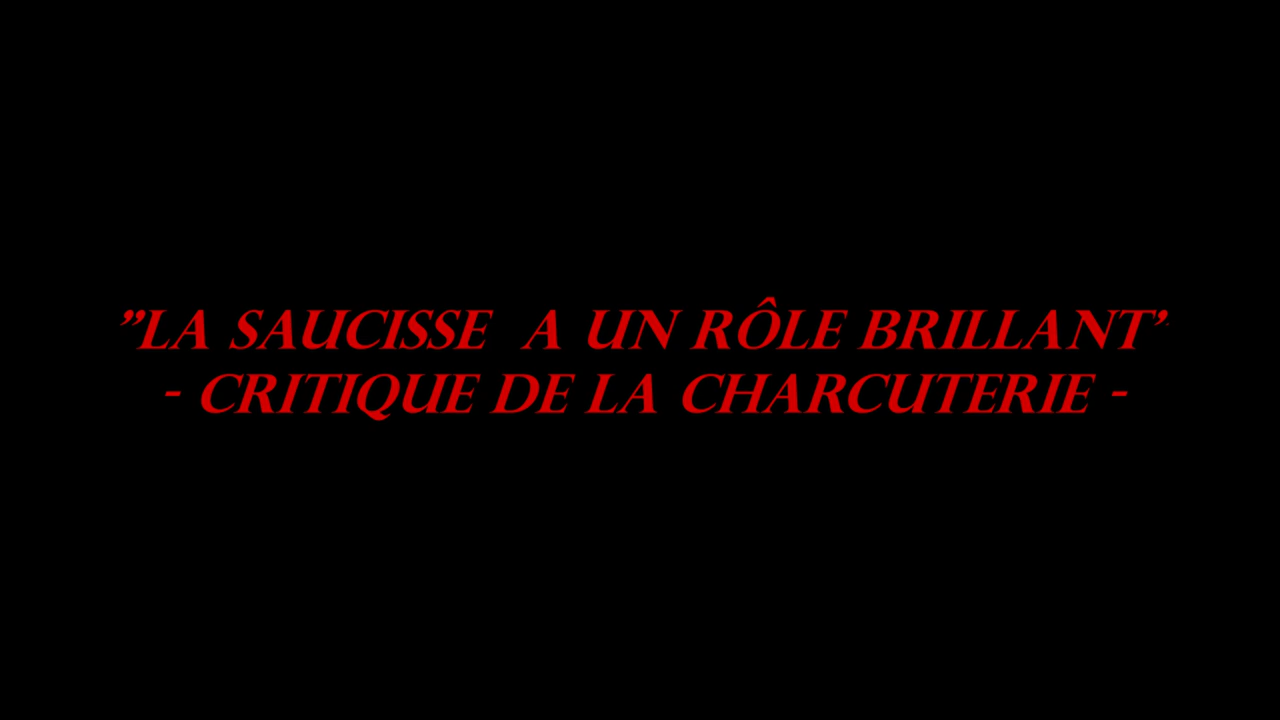 "LA SAUCISSE A UN RÔLE BRILLANT"
- CRITIQUE DE LA CHARCUTERIE -